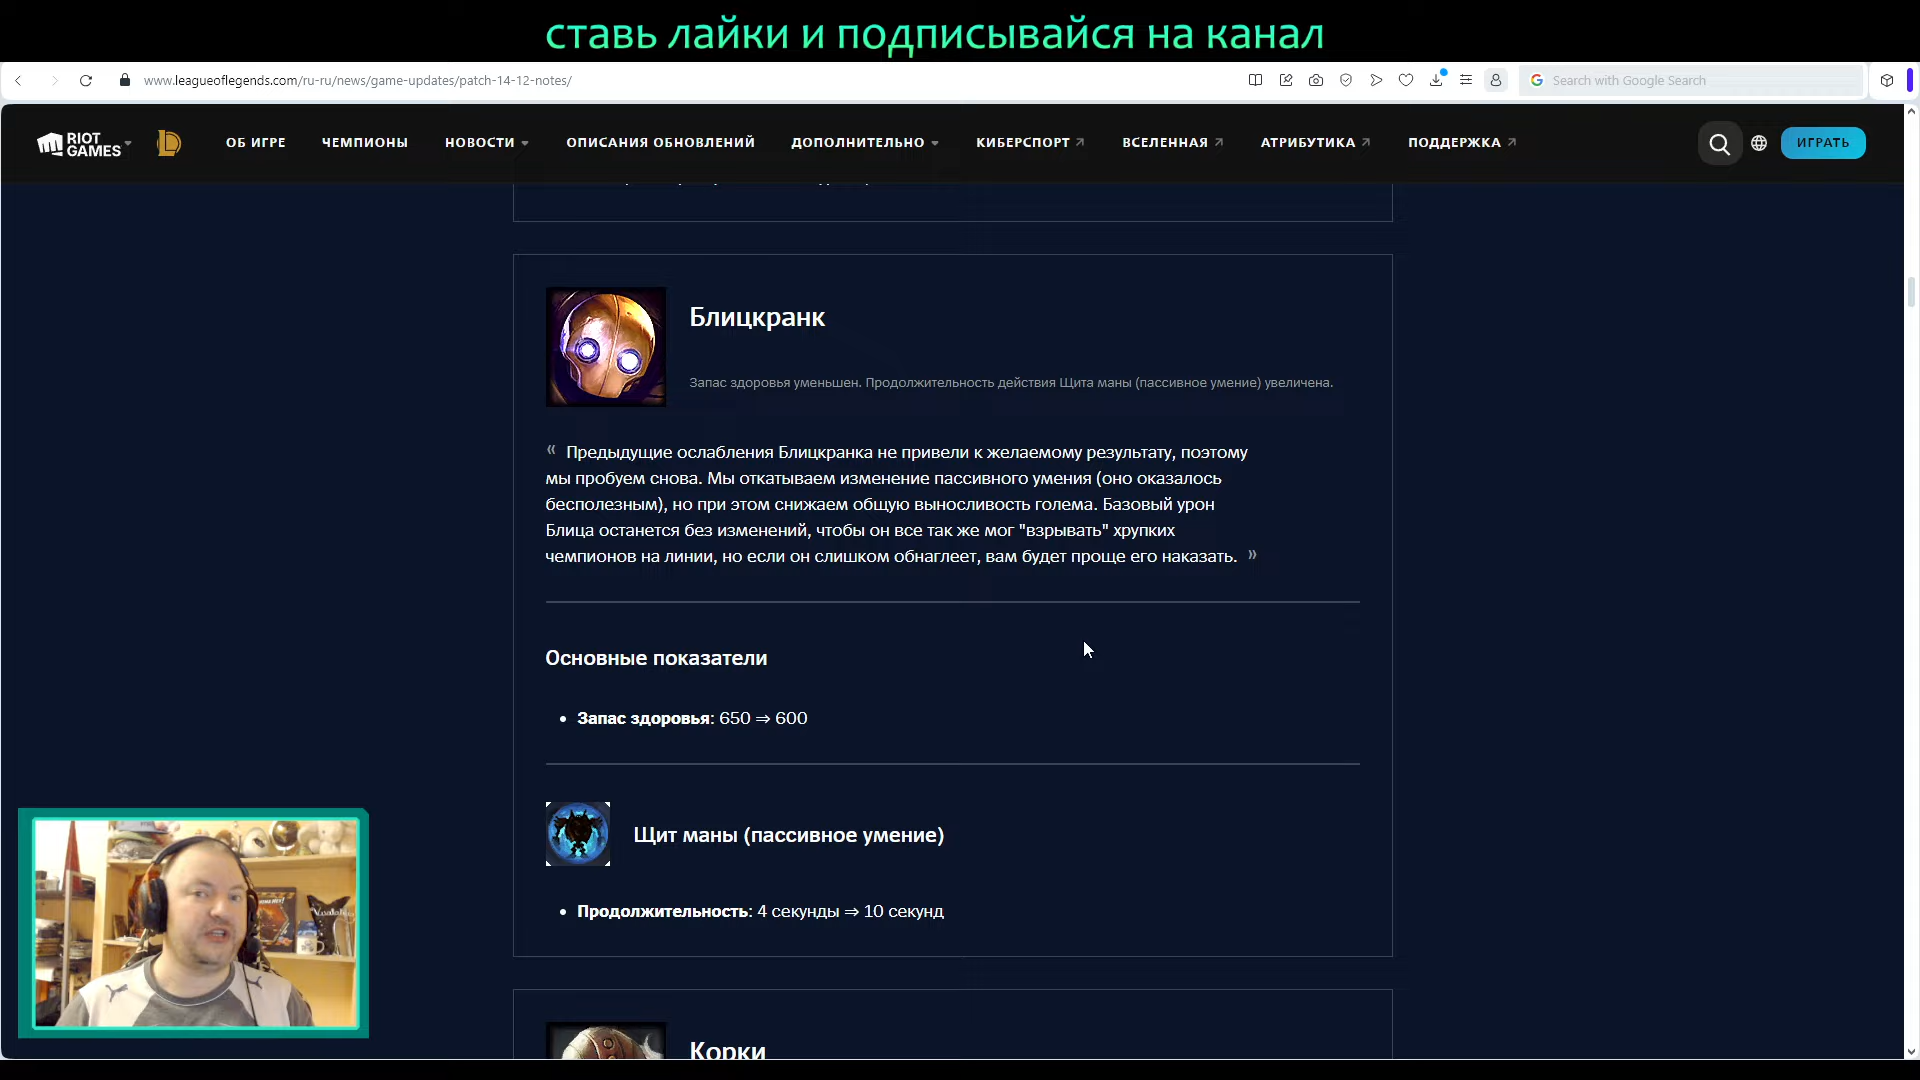 ставь лайки и подписывайся на канал
www.leagueoflegends.com/ru-ru/news/game-updates/patch-14-12-notes/
Search with Google Search
RIOT GAMES
ОБ ИГРЕ
ЧЕМПИОНЫ
НОВОСТИ
ОПИСАНИЯ ОБНОВЛЕНИЙ
ДОПОЛНИТЕЛЬНО
КИБЕРСПОРТ
ВСЕЛЕННАЯ
АТРИБУТИКА
ПОДДЕРЖКА
ИГРАТЬ
Блицкранк
Запас здоровья уменьшен. Продолжительность действия Щита маны (пассивное умение) увеличена.
« Предыдущие ослабления Блицкранка не привели к желаемому результату, поэтому
мы пробуем снова. Мы откатываем изменение пассивного умения (оно оказалось
бесполезным), но при этом снижаем общую выносливость голема. Базовый урон
Блица останется без изменений, чтобы он все так же мог "взрывать" хрупких
чемпионов на линии, но если он слишком обнаглеет, вам будет проще его наказать. »
Основные показатели
• Запас здоровья: 650 ⇒ 600
Щит маны (пассивное умение)
• Продолжительность: 4 секунды ⇒ 10 секунд
Корки